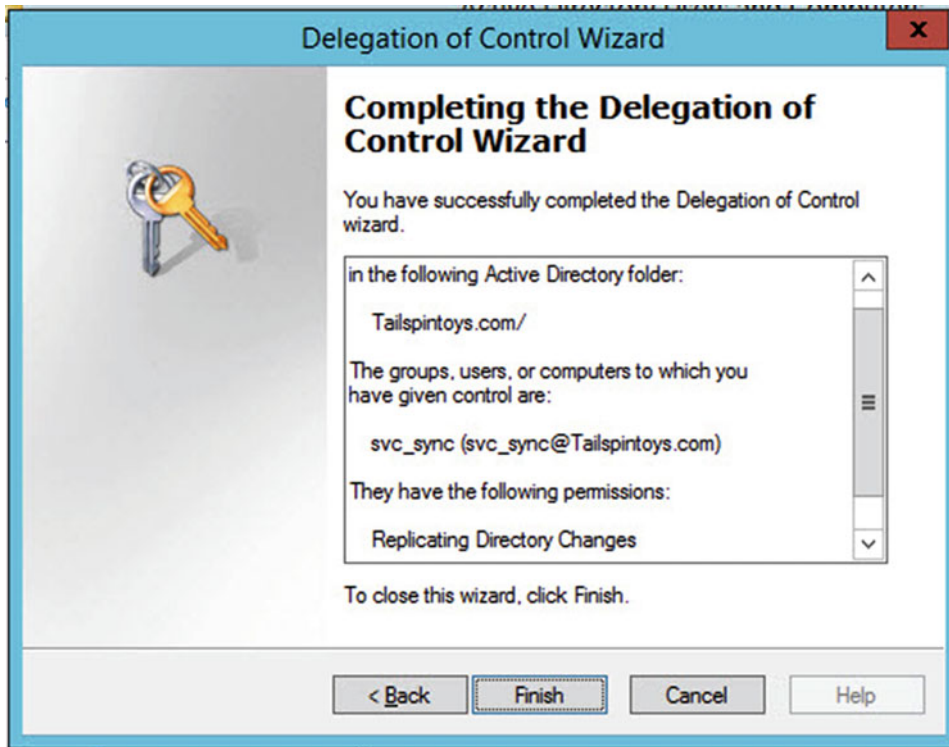 Delegation of Control Wizard
x
Completing the Delegation of
Control Wizard
You have successfully completed the Delegation of Control
wizard.
in the following Active Directory folder:
Tailspintoys.com/
The groups, users, or computers to which you
have given control are:
svc_sync (svc_sync@Tailspintoys.com)
They have the following permissions:
Replicating Directory Changes
To close this wizard, click Finish.
< Back Finish Cancel Help